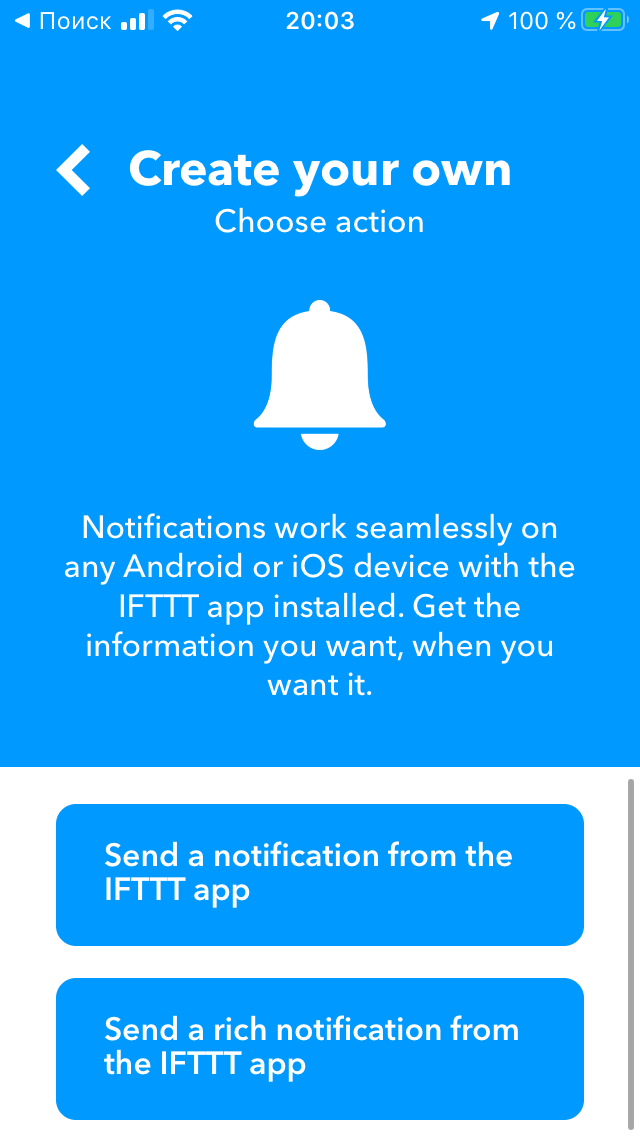 Поиск 20:03 100 %
Create your own
Choose action
Notifications work seamlessly on
any Android or iOS device with the
IFTTT app installed. Get the
information you want, when you
want it.
Send a notification from the
IFTTT app
Send a rich notification from
the IFTTT app